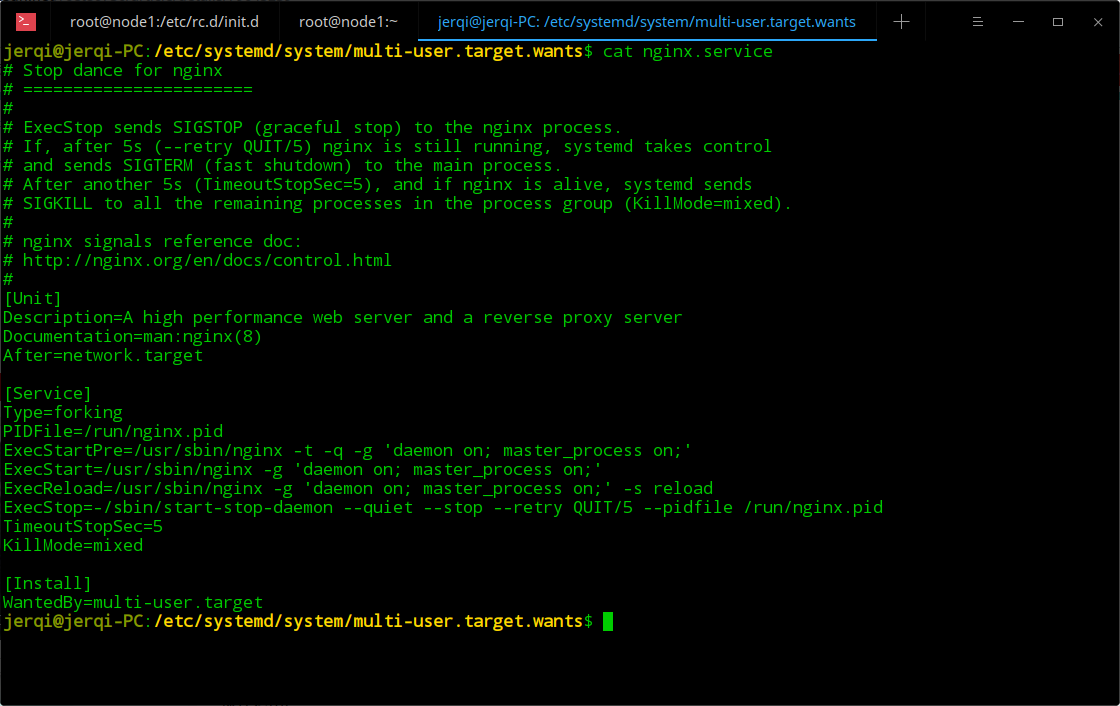 root@node1:/etc/rc.d/init.d root@node1:~ jerqi@jerqi-PC: /etc/systemd/system/multi-user.target.wants
jerqi@jerqi-PC:/etc/systemd/system/multi-user.target.wants$ cat nginx.service
# Stop dance for nginx
# =======================
#
# ExecStop sends SIGSTOP (graceful stop) to the nginx process.
# If, after 5s (--retry QUIT/5) nginx is still running, systemd takes control
# and sends SIGTERM (fast shutdown) to the main process.
# After another 5s (TimeoutStopSec=5), and if nginx is alive, systemd sends
# SIGKILL to all the remaining processes in the process group (KillMode=mixed).
#
# nginx signals reference doc:
# http://nginx.org/en/docs/control.html
#
[Unit]
Description=A high performance web server and a reverse proxy server
Documentation=man:nginx(8)
After=network.target

[Service]
Type=forking
PIDFile=/run/nginx.pid
ExecStartPre=/usr/sbin/nginx -t -q -g 'daemon on; master_process on;'
ExecStart=/usr/sbin/nginx -g 'daemon on; master_process on;'
ExecReload=/usr/sbin/nginx -g 'daemon on; master_process on;' -s reload
ExecStop=-/sbin/start-stop-daemon --quiet --stop --retry QUIT/5 --pidfile /run/nginx.pid
TimeoutStopSec=5
KillMode=mixed

[Install]
WantedBy=multi-user.target
jerqi@jerqi-PC:/etc/systemd/system/multi-user.target.wants$